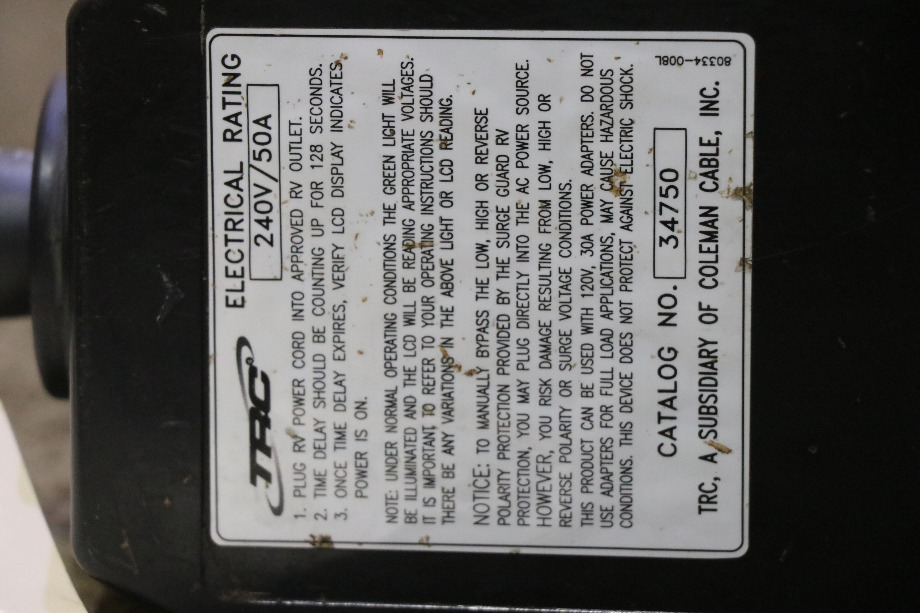 TRC® ELECTRICAL RATING
240V/50A
1. PLUG RV POWER CORD INTO APPROVED RV OUTLET.
2. TIME DELAY SHOULD BE COUNTING UP FOR 128 SECONDS.
3. ONCE TIME DELAY EXPIRES, VERIFY LCD DISPLAY INDICATES
POWER IS ON.
NOTE: UNDER NORMAL OPERATING CONDITIONS THE GREEN LIGHT WILL
BE ILLUMINATED AND THE LCD WILL BE READING APPROPRIATE VOLTAGES.
IT IS IMPORTANT TO REFER TO YOUR OPERATING INSTRUCTIONS SHOULD
THERE BE ANY VARIATIONS IN THE ABOVE LIGHT OR LCD READING.
NOTICE: TO MANUALLY BYPASS THE LOW, HIGH OR REVERSE
POLARITY PROTECTION PROVIDED BY THE SURGE GUARD RV
PROTECTION, YOU MAY PLUG DIRECTLY INTO THE AC POWER SOURCE.
HOWEVER, YOU RISK DAMAGE RESULTING FROM LOW, HIGH OR
REVERSE POLARITY OR SURGE VOLTAGE CONDITIONS.
THIS PRODUCT CAN BE USED WITH 120V, 30A POWER ADAPTERS. DO NOT
USE ADAPTERS FOR FULL LOAD APPLICATIONS, MAY CAUSE HAZARDOUS
CONDITIONS. THIS DEVICE DOES NOT PROTECT AGAINST ELECTRIC SHOCK.
CATALOG NO. 34750
TRC, A SUBSIDIARY OF COLEMAN CABLE, INC.
80334-008L